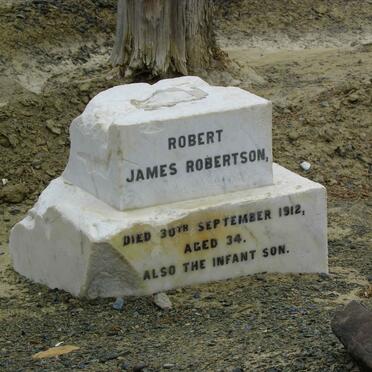 ROBERT
JAMES ROBERTSON,
DIED 30TH SEPTEMBER 1912,
AGED 34.
ALSO THE INFANT SON.